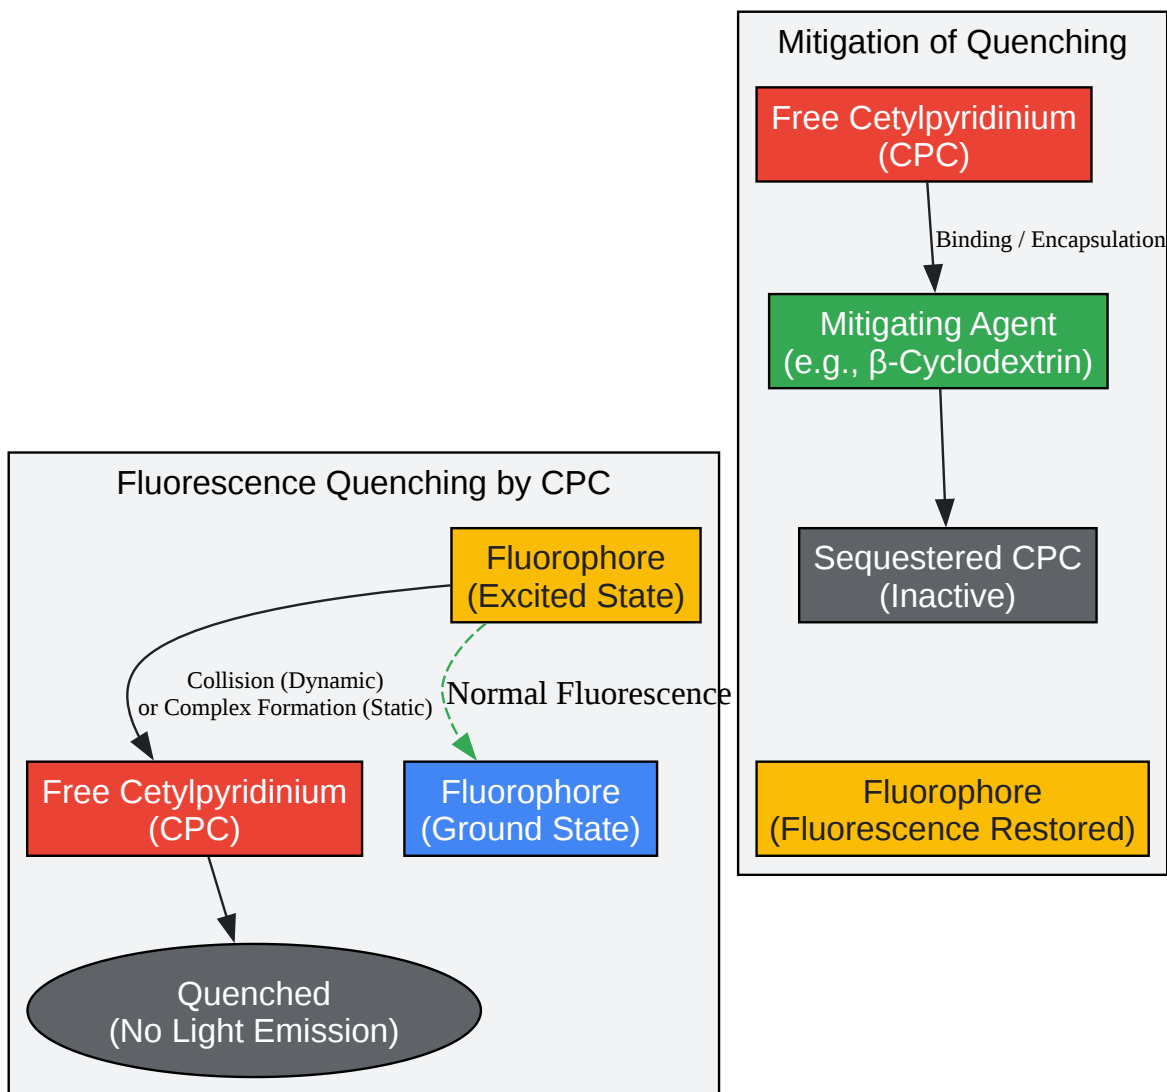 Mitigation of Quenching
Free Cetylpyridinium
(CPC)
Binding / Encapsulation
Mitigating Agent
(e.g., β-Cyclodextrin)
Sequestered CPC
(Inactive)
Fluorophore
(Fluorescence Restored)
Fluorescence Quenching by CPC
Fluorophore
(Excited State)
Collision (Dynamic)
or Complex Formation (Static)
Normal Fluorescence
Free Cetylpyridinium
(CPC)
Fluorophore
(Ground State)
Quenched
(No Light Emission)